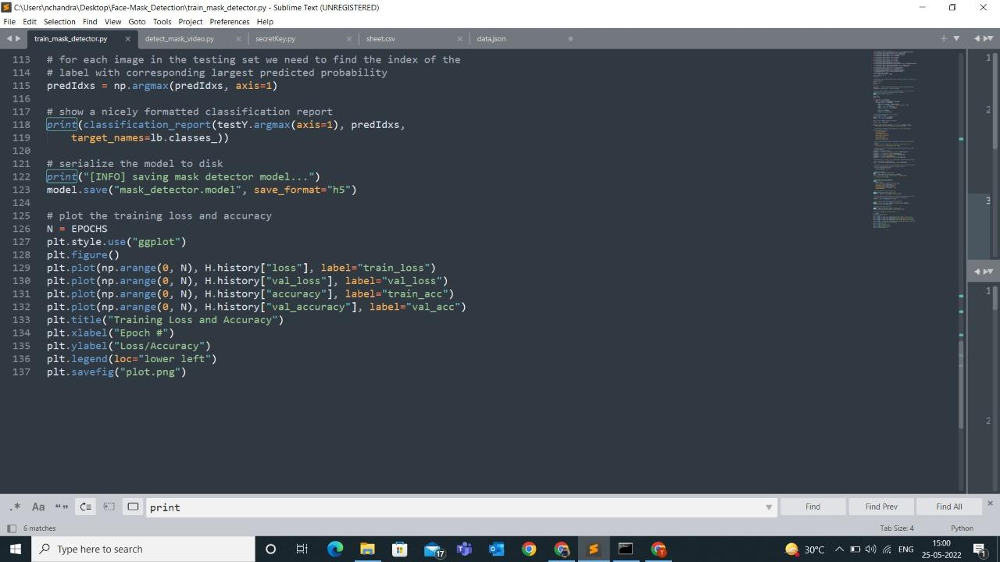 C:\Users\nchandra\Desktop\Face-Mask_Detection\train_mask_detector.py - Sublime Text (UNREGISTERED)
File Edit Selection Find View Goto Tools Project Preferences Help
train_mask_detector.py detect_mask_video.py secretKey.py sheet.csv data.json
113 # for each image in the testing set we need to find the index of the
114 # label with corresponding largest predicted probability
115 predIdxs = np.argmax(predIdxs, axis=1)
116
117 # show a nicely formatted classification report
118 print(classification_report(testY.argmax(axis=1), predIdxs,
119 target_names=lb.classes_))
120
121 # serialize the model to disk
122 print("[INFO] saving mask detector model...")
123 model.save("mask_detector.model", save_format="h5")
124
125 # plot the training loss and accuracy
126 N = EPOCHS
127 plt.style.use("ggplot")
128 plt.figure()
129 plt.plot(np.arange(0, N), H.history["loss"], label="train_loss")
130 plt.plot(np.arange(0, N), H.history["val_loss"], label="val_loss")
131 plt.plot(np.arange(0, N), H.history["accuracy"], label="train_acc")
132 plt.plot(np.arange(0, N), H.history["val_accuracy"], label="val_acc")
133 plt.title("Training Loss and Accuracy")
134 plt.xlabel("Epoch #")
135 plt.ylabel("Loss/Accuracy")
136 plt.legend(loc="lower left")
137 plt.savefig("plot.png")
1
2
3
1
2
.* Aa “” print Find Find Prev Find All
6 matches Tab Size: 4 Python
Type here to search 17 30°C ENG 15:00
25-05-2022 1